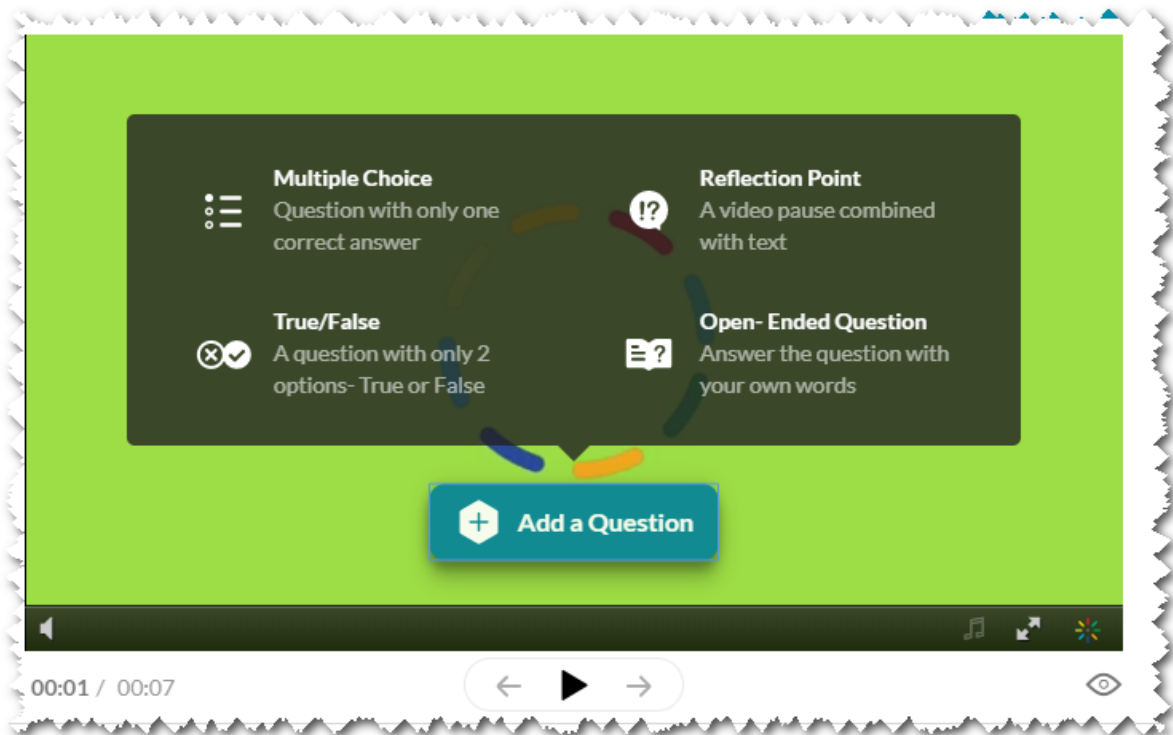 Multiple Choice
Question with only one
correct answer
Reflection Point
A video pause combined
with text
True/False
A question with only 2
options- True or False
Open- Ended Question
Answer the question with
your own words
Add a Question
00:01 / 00:07